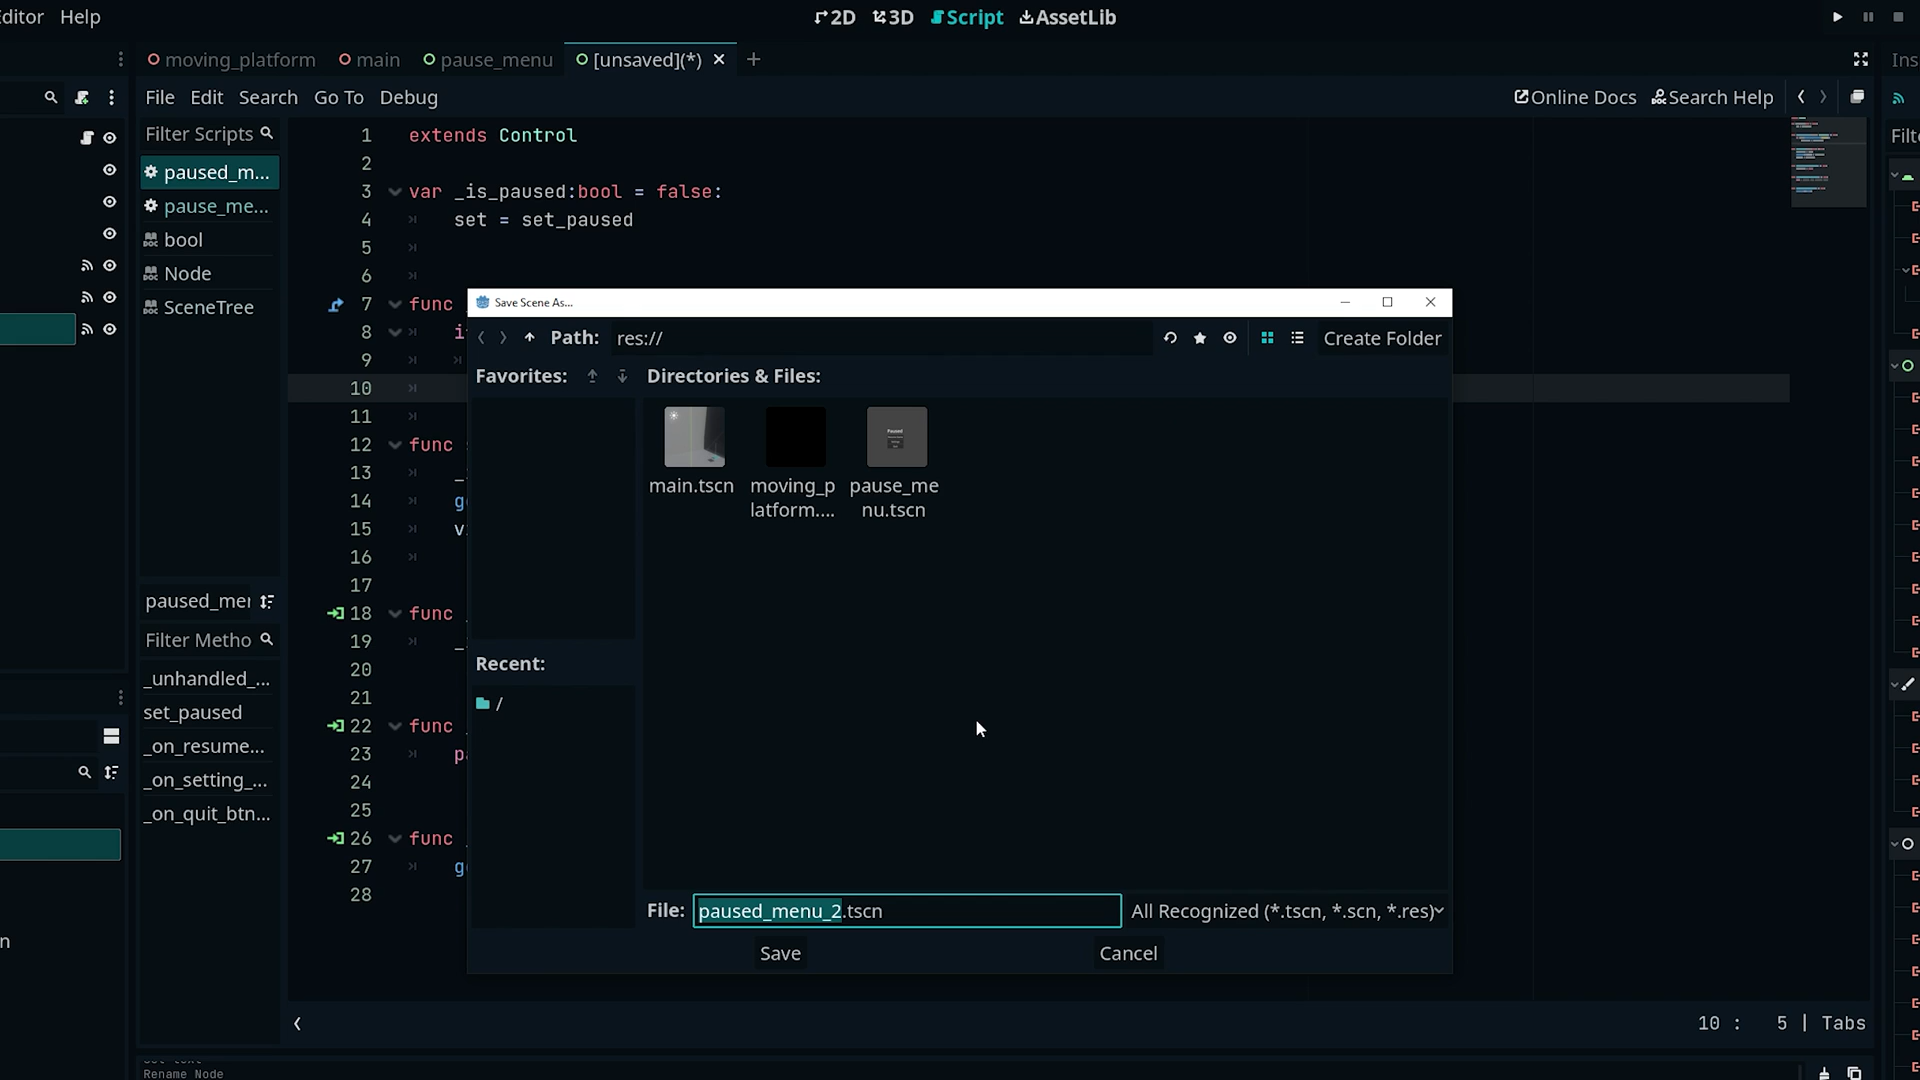 Editor Help
2D 3D Script AssetLib
moving_platform main pause_menu [unsaved](*)
File Edit Search Go To Debug
Online Docs Search Help
Filter Scripts
paused_m...
pause_me...
bool
Node
SceneTree
paused_mer
Filter Metho
_unhandled_...
set_paused
_on_resume...
_on_setting_...
_on_quit_btn...
1 extends Control
2
3 var _is_paused:bool = false:
4 set = set_paused
5
6
7 func
8
9
10
11
12 func
13
14
15
16
17
18 func
19
20
21
22 func
23
24
25
26 func
27
28
Save Scene As...
Path: res://
Create Folder
Favorites:
Directories & Files:
main.tscn
moving_p
latform....
pause_me
nu.tscn
Recent:
/
File: paused_menu_2.tscn All Recognized (*.tscn, *.scn, *.res)
Save Cancel
10 : 5 | Tabs
Rename Node